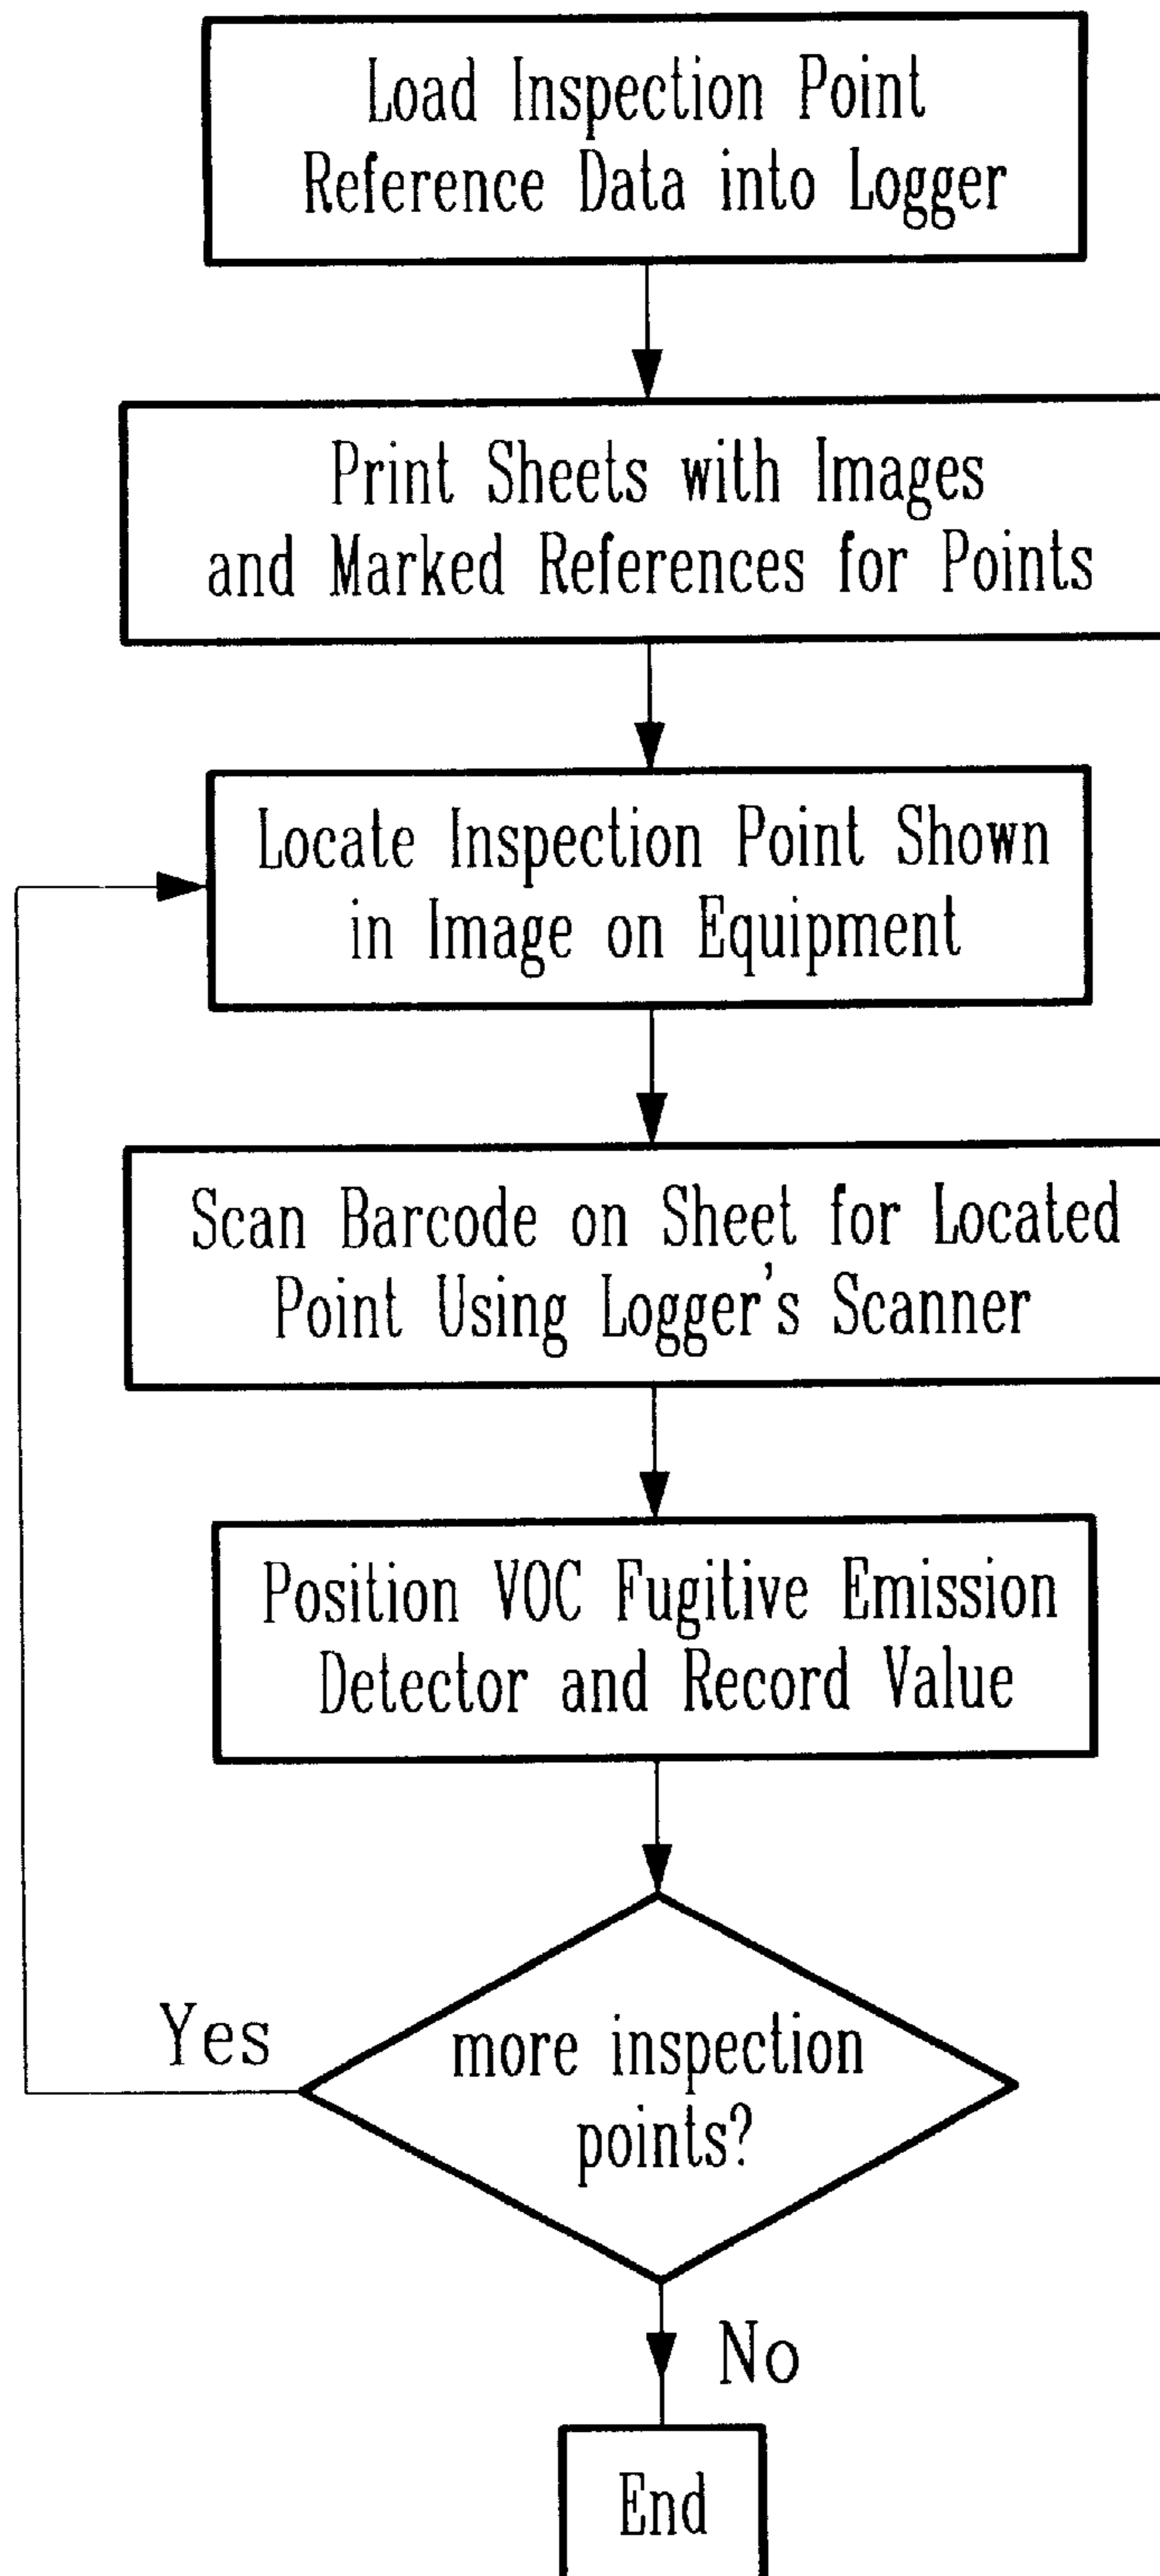 Load Inspection Point
Reference Data into Logger
Print Sheets with Images
and Marked References for Points
Locate Inspection Point Shown
in Image on Equipment
Scan Barcode on Sheet for Located
Point Using Logger's Scanner
Position VOC Fugitive Emission
Detector and Record Value
Yes
more inspection
points?
No
End